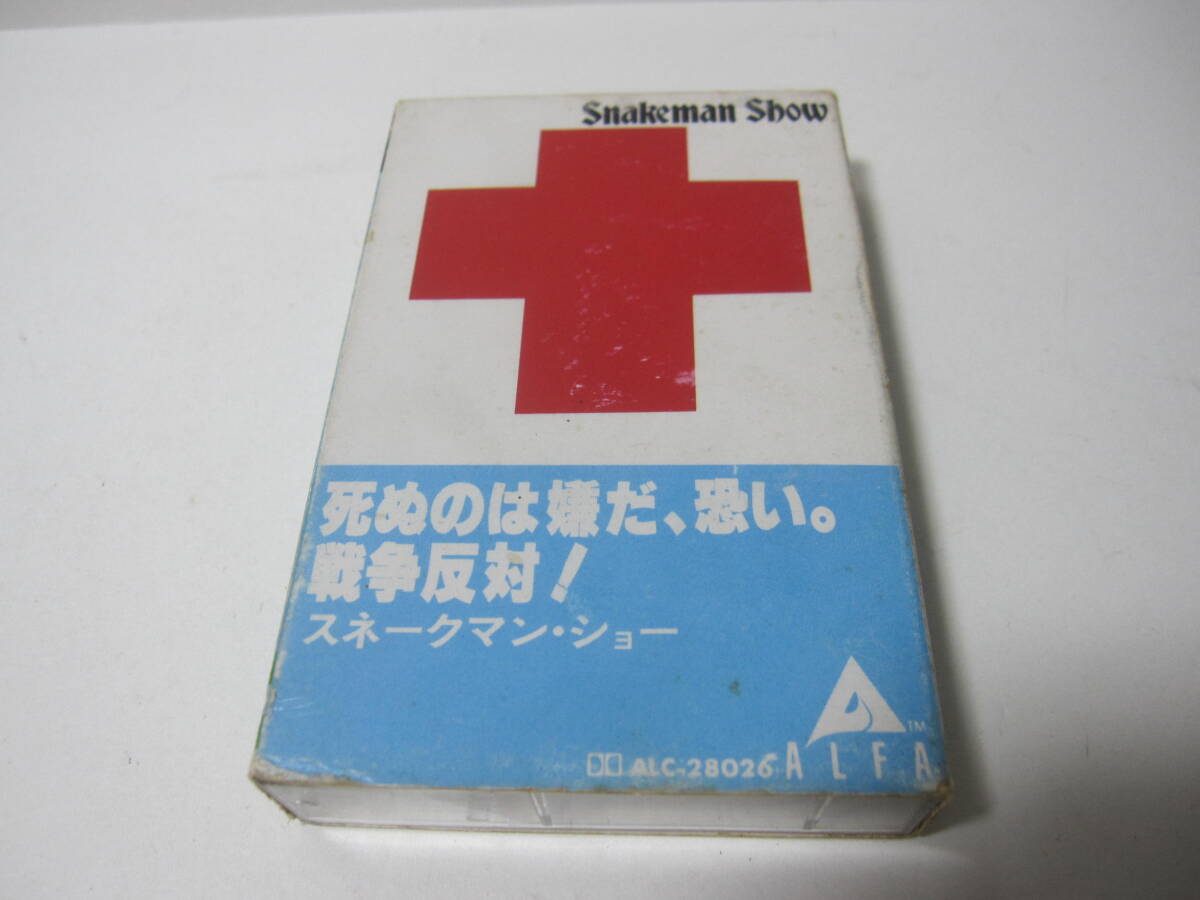 Snakeman Show
死ぬのは嫌だ、恐い。
戦争反対!
スネークマン・ショー
TM
ALC-28026
ALFA